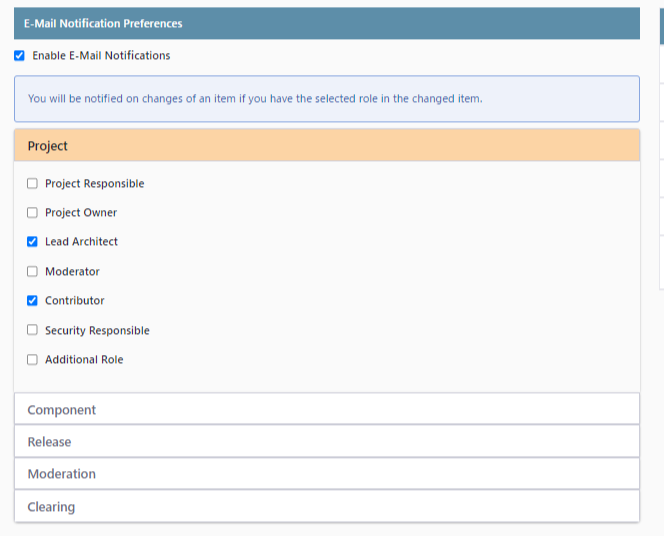 E-Mail Notification Preferences
Enable E-Mail Notifications
You will be notified on changes of an item if you have the selected role in the changed item.
Project
Project Responsible
Project Owner
Lead Architect
Moderator
Contributor
Security Responsible
Additional Role
Component
Release
Moderation
Clearing